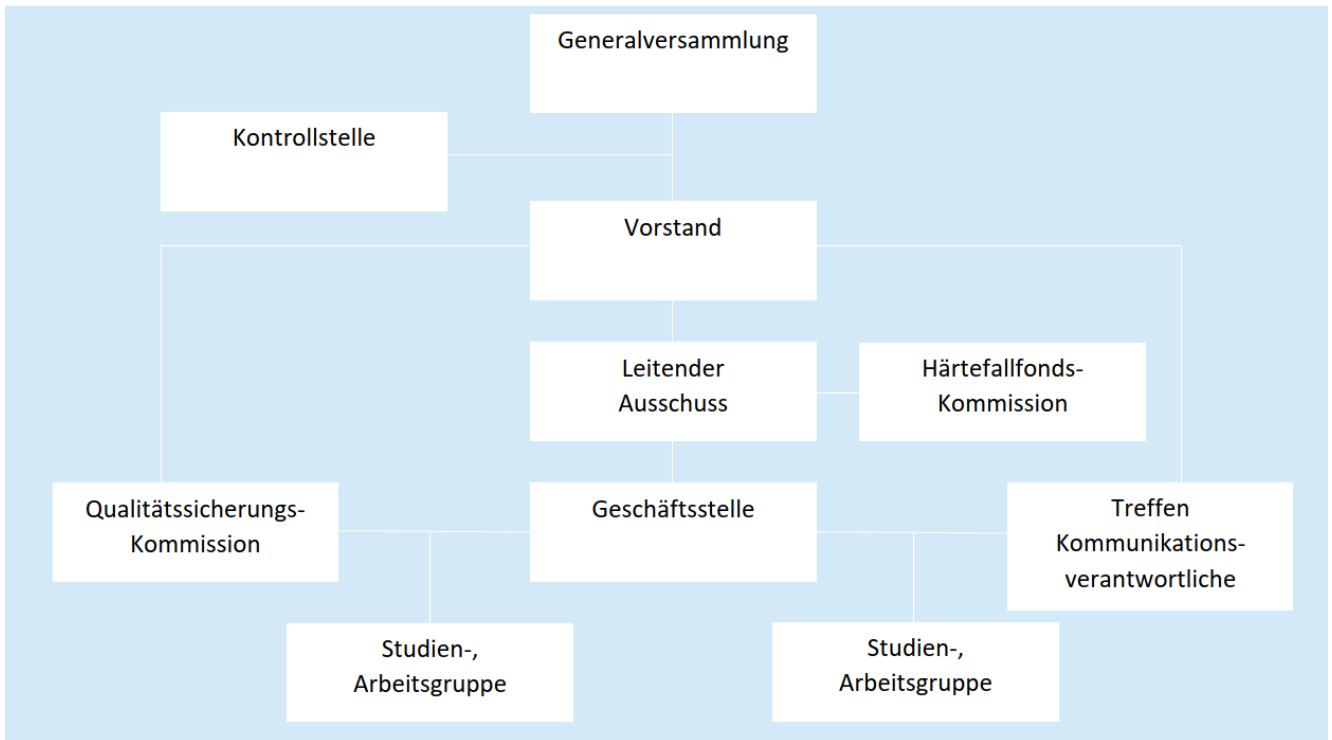 Generalversammlung
Kontrollstelle
Vorstand
Leitender
Ausschuss
Härtefallfonds-
Kommission
Qualitätssicherungs-
Kommission
Geschäftsstelle
Treffen
Kommunikations-
verantwortliche
Studien-,
Arbeitsgruppe
Studien-,
Arbeitsgruppe